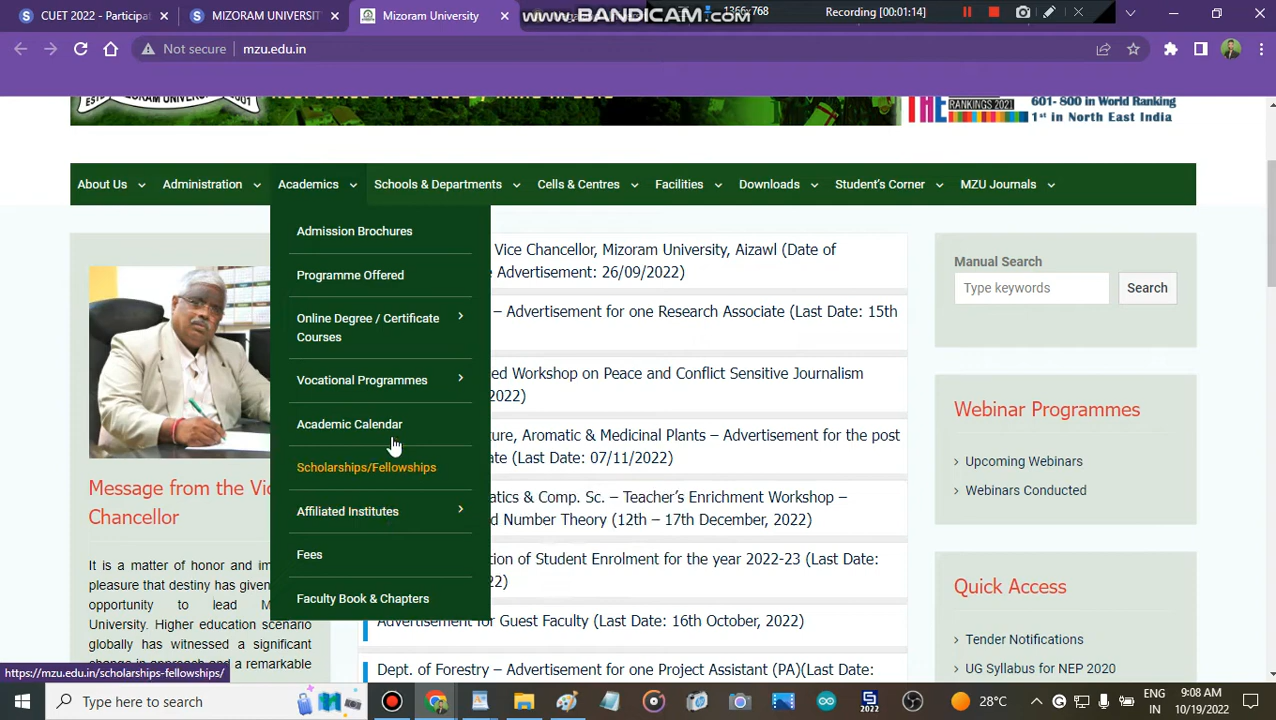 CUET 2022 - Participat
MIZORAM UNIVERSIT
Mizoram University
www.BANDICAM.com
1366x768
Recording [00:01:14]
Not secure
mzu.edu.in
RANKINGS 2021
601- 800 in World Ranking
1st in North East India
About Us
Administration
Academics
Schools & Departments
Cells & Centres
Facilities
Downloads
Student's Corner
MZU Journals
Admission Brochures
Programme Offered
Online Degree / Certificate
Courses
Vocational Programmes
Academic Calendar
Scholarships/Fellowships
Affiliated Institutes
Fees
Faculty Book & Chapters
Message from the Vi
Chancellor
It is a matter of honor and im
pleasure that destiny has given
opportunity to lead M
University. Higher education scenario
globally has witnessed a significant
a remarkable
Vice Chancellor, Mizoram University, Aizawl (Date of
Advertisement: 26/09/2022)
– Advertisement for one Research Associate (Last Date: 15th
ed Workshop on Peace and Conflict Sensitive Journalism
2022)
ure, Aromatic & Medicinal Plants – Advertisement for the post
te (Last Date: 07/11/2022)
atics & Comp. Sc. – Teacher's Enrichment Workshop –
d Number Theory (12th – 17th December, 2022)
ion of Student Enrolment for the year 2022-23 (Last Date:
22)
Advertisement for Guest Faculty (Last Date: 16th October, 2022)
Dept. of Forestry – Advertisement for one Project Assistant (PA)(Last Date:
Manual Search
Type keywords
Search
Webinar Programmes
Upcoming Webinars
Webinars Conducted
Quick Access
Tender Notifications
UG Syllabus for NEP 2020
https://mzu.edu.in/scholarships-fellowships/
Type here to search
28°C
ENG
IN
9:08 AM
10/19/2022